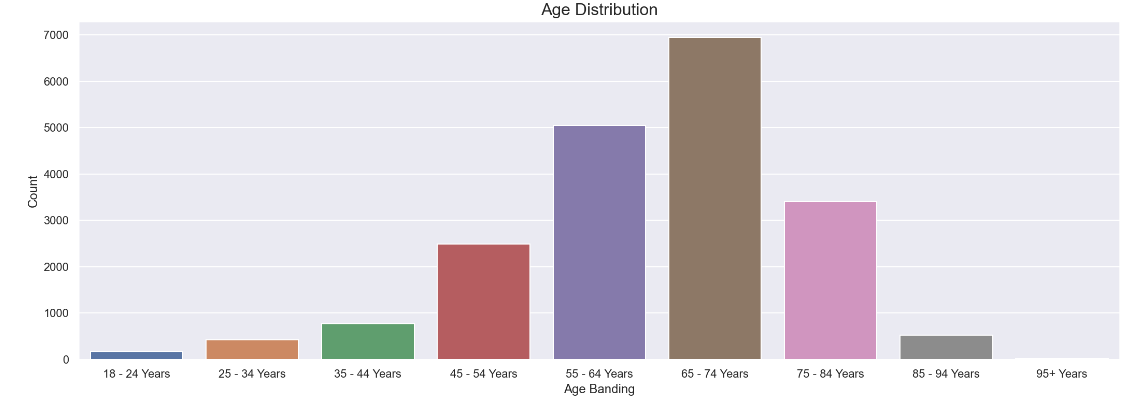 Age Distribution
7000
6000
5000
4000
3000
2000
1000
0
Count
18 - 24 Years
25 - 34 Years
35 - 44 Years
45 - 54 Years
55 - 64 Years
65 - 74 Years
75 - 84 Years
85 - 94 Years
95+ Years
Age Banding